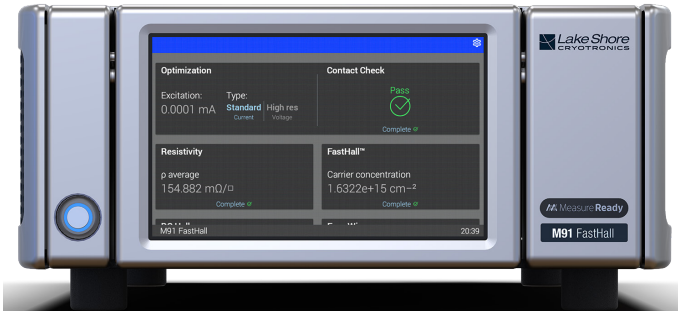 Lake Shore
CRYOTRONICS
Optimization
Contact Check
Excitation:
0.0001 mA
Type:
Standard
Current
High res
Voltage
Pass
Complete
Resistivity
ρ average
154.882 mΩ/□
Complete
FastHall™
Carrier concentration
1.6322e+15 cm−²
Complete
M91 FastHall
20:39
MeasureReady
M91 FastHall